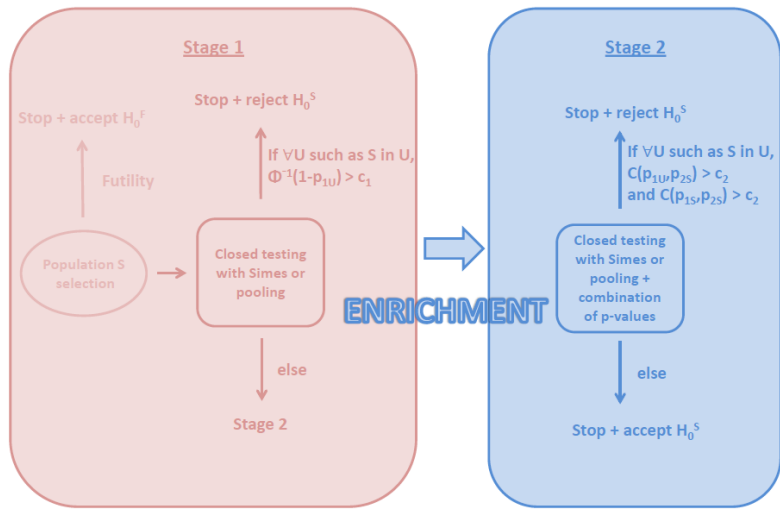 Stage 1
Stop + accept H₀ᶠ
Stop + reject H₀ˢ
If ∀U such as S in U,
Φ⁻¹(1-p₁U) > c₁
Futility
Population S
selection
Closed testing
with Simes or
pooling
else
Stage 2
ENRICHMENT
Stage 2
Stop + reject H₀ˢ
If ∀U such as S in U,
C(p₁U,p₂S) > c₂
and C(p₁S,p₂S) > c₂
Closed testing
with Simes or
pooling +
combination
of p-values
else
Stop + accept H₀ˢ